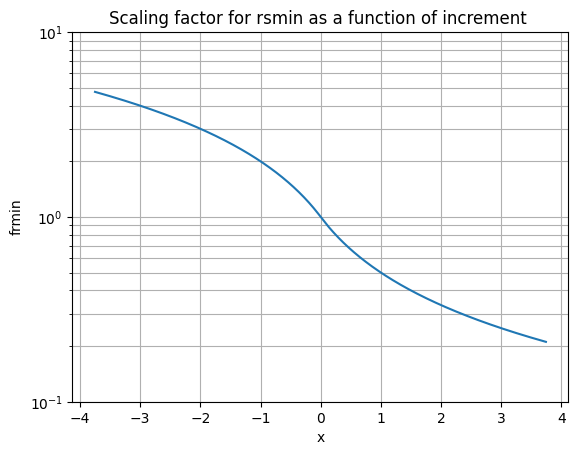 Scaling factor for rsmin as a function of increment
10^1
10^0
10^-1
frmin
−4 −3 −2 −1 0 1 2 3 4
x